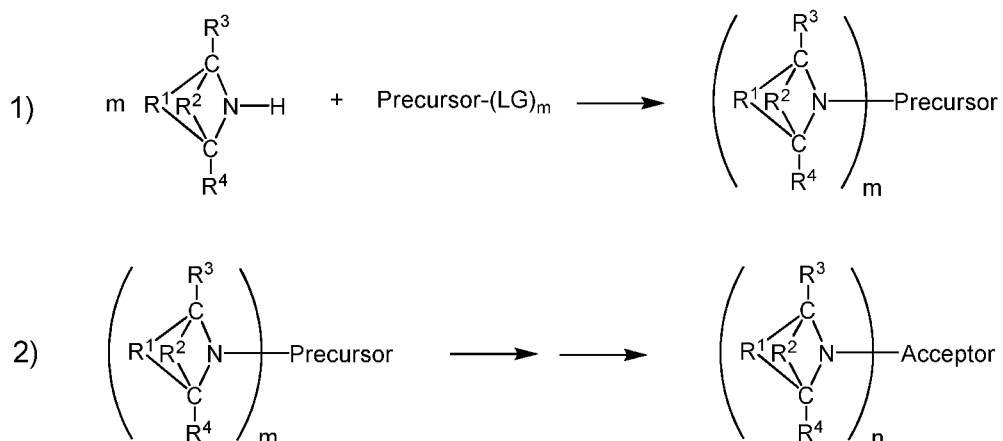 R³
C
1) m R¹ R² N—H + Precursor-(LG)ₘ
C
R⁴
R³
C
R¹ R² N Precursor
C
R⁴
m
R³
C
2) R¹ R² N Precursor
C
R⁴
m
R³
C
R¹ R² N Acceptor
C
R⁴
n